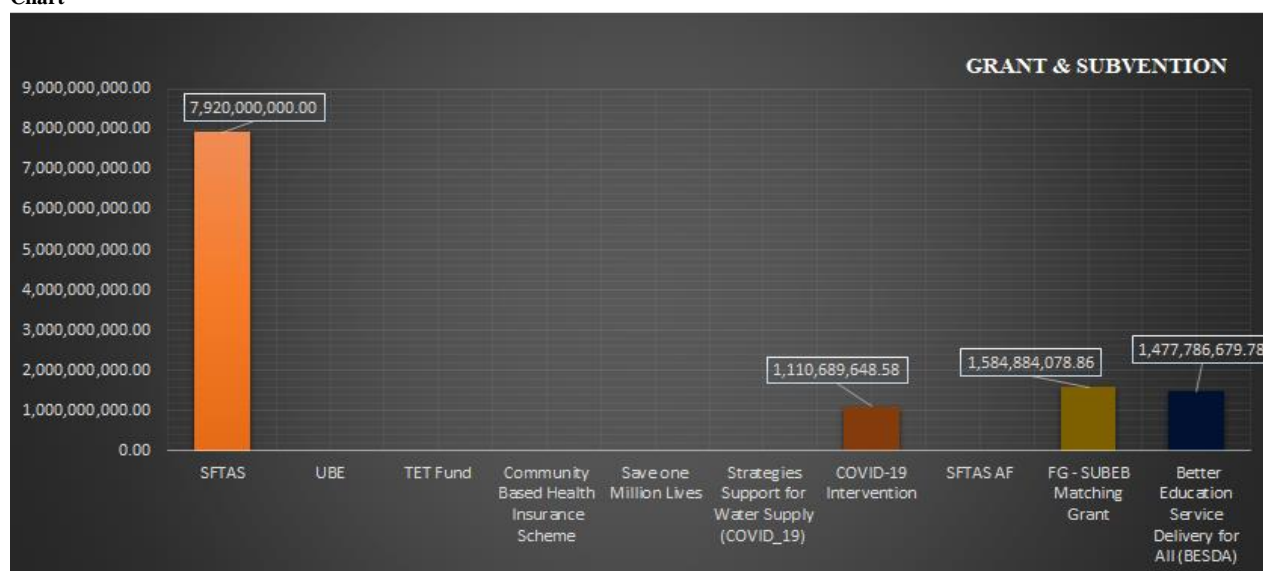 Chart
GRANT & SUBVENTION
9,000,000,000.00
8,000,000,000.00
7,000,000,000.00
6,000,000,000.00
5,000,000,000.00
4,000,000,000.00
3,000,000,000.00
2,000,000,000.00
1,000,000,000.00
0.00
7,920,000,000.00
1,110,689,648.58
1,584,884,078.86
1,477,786,679.78
SFTAS
UBE
TET Fund
Community
Based Health
Insurance
Scheme
Save one
Million Lives
Strategies
Support for
Water Supply
(COVID_19)
COVID-19
Intervention
SFTAS AF
FG - SUBEB
Matching
Grant
Better
Education
Service
Delivery for
All (BESDA)